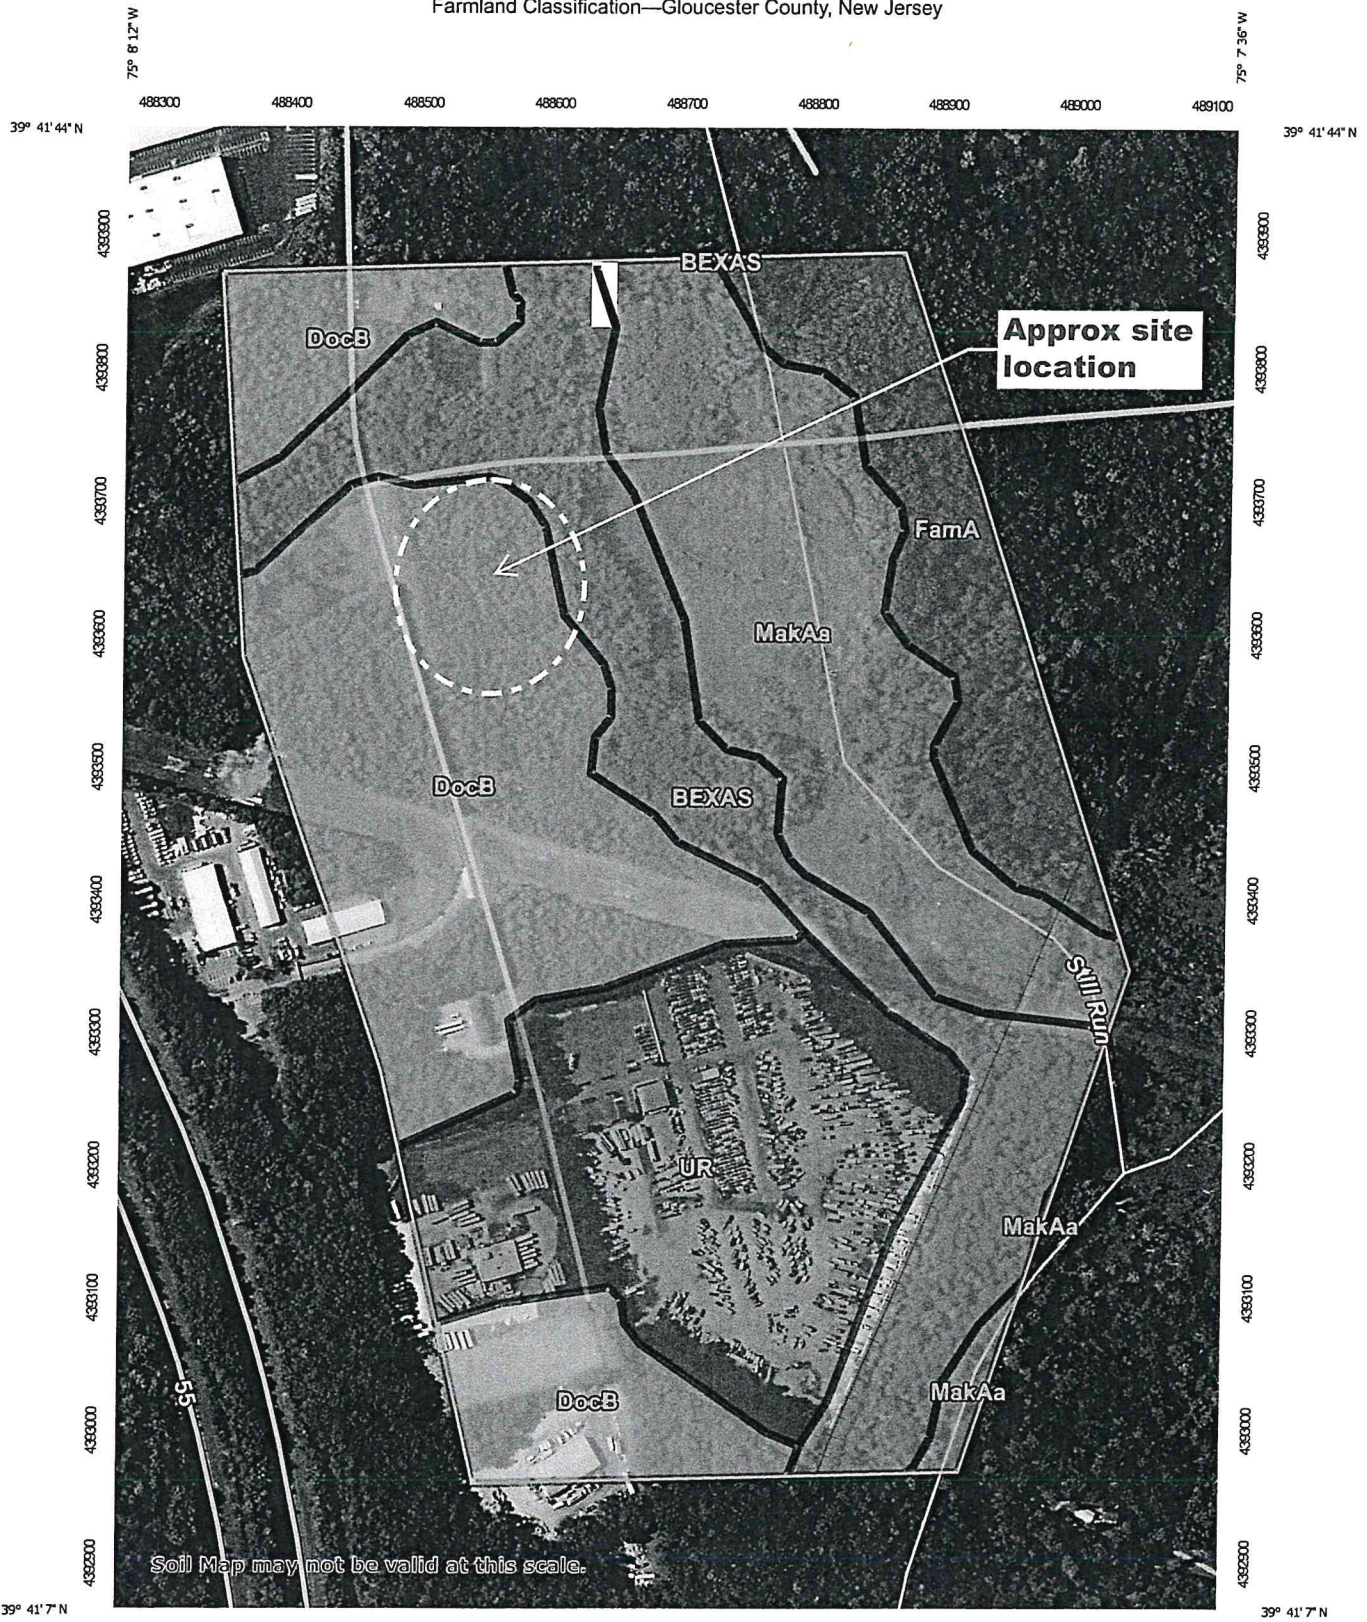 Farmland Classification—Gloucester County, New Jersey
75° 8' 12" W
75° 7' 36" W
488300 488400 488500 488600 488700 488800 488900 489000 489100
39° 41' 44" N
39° 41' 44" N
4393900
4393900
BEXAS
DocB
Approx site
location
4393800
4393800
4393700
4393700
FamA
MakAa
4393600
4393600
4393500
4393500
DocB
BEXAS
4393400
4393400
Still Run
4393300
4393300
UR
4393200
4393200
MakAa
4393100
4393100
55
DocB
MakAa
4393000
4393000
4392900
4392900
Soil Map may not be valid at this scale.
39° 41' 7" N
39° 41' 7" N